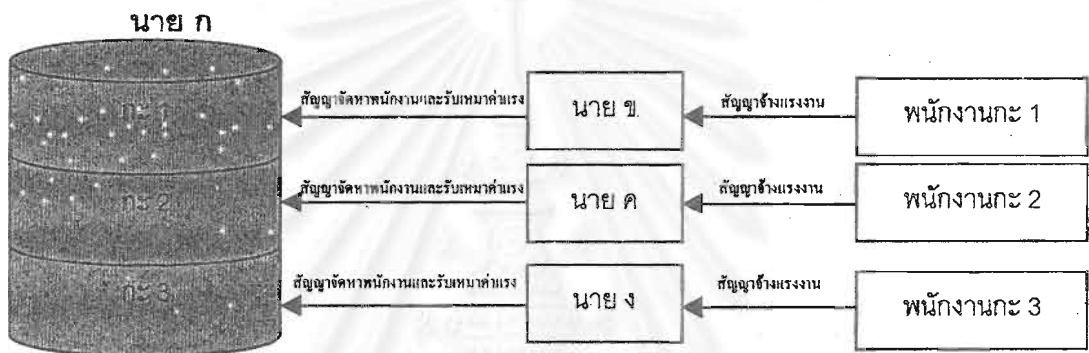 นาย ก
กะ 1
สัญญาจัดหาพนักงานและรับเหมาค่าแรง
นาย ข
สัญญาจ้างแรงงาน
พนักงานกะ 1
กะ 2
สัญญาจัดหาพนักงานและรับเหมาค่าแรง
นาย ค
สัญญาจ้างแรงงาน
พนักงานกะ 2
กะ 3
สัญญาจัดหาพนักงานและรับเหมาค่าแรง
นาย ง
สัญญาจ้างแรงงาน
พนักงานกะ 3